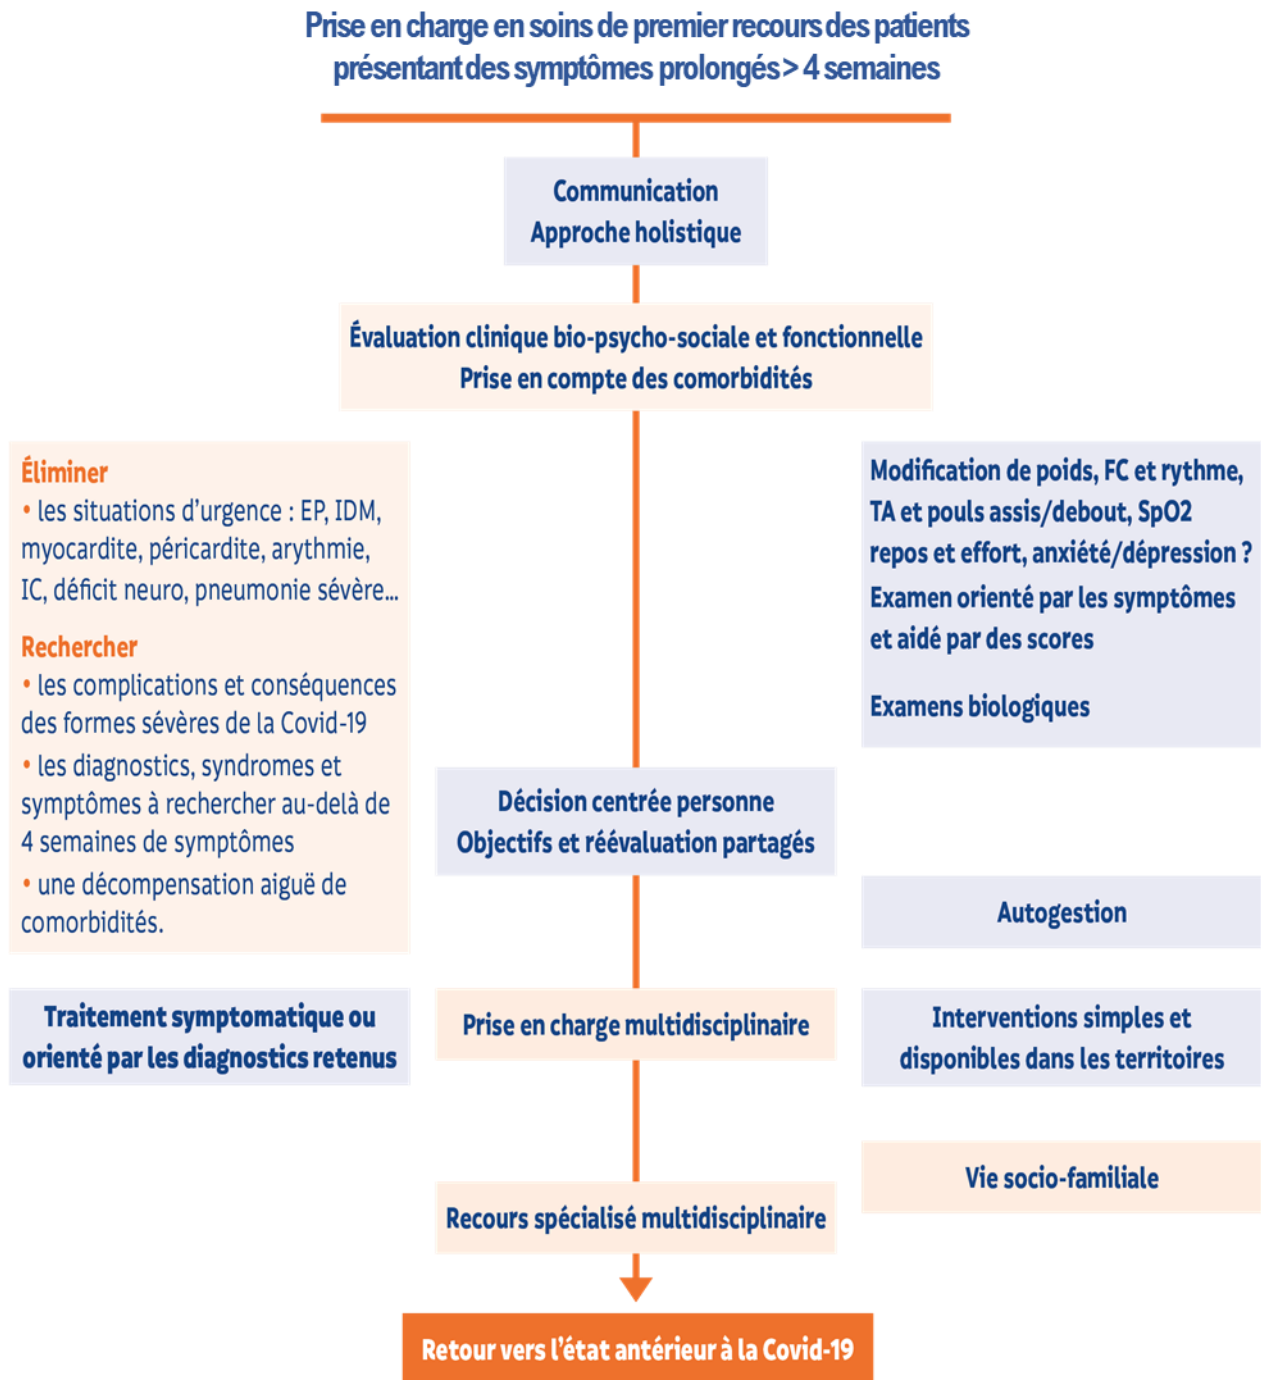 Prise en charge en soins de premier recours des patients
présentant des symptômes prolongés > 4 semaines
Communication
Approche holistique
Évaluation clinique bio-psycho-sociale et fonctionnelle
Prise en compte des comorbidités
Éliminer
• les situations d’urgence : EP, IDM,
myocardite, péricardite, arythmie,
IC, déficit neuro, pneumonie sévère...
Rechercher
• les complications et conséquences
des formes sévères de la Covid-19
• les diagnostics, syndromes et
symptômes à rechercher au-delà de
4 semaines de symptômes
• une décompensation aiguë de
comorbidités.
Modification de poids, FC et rythme,
TA et pouls assis/debout, SpO2
repos et effort, anxiété/dépression ?
Examen orienté par les symptômes
et aidé par des scores
Examens biologiques
Décision centrée personne
Objectifs et réévaluation partagés
Autogestion
Traitement symptomatique ou
orienté par les diagnostics retenus
Prise en charge multidisciplinaire
Interventions simples et
disponibles dans les territoires
Vie socio-familiale
Recours spécialisé multidisciplinaire
Retour vers l’état antérieur à la Covid-19